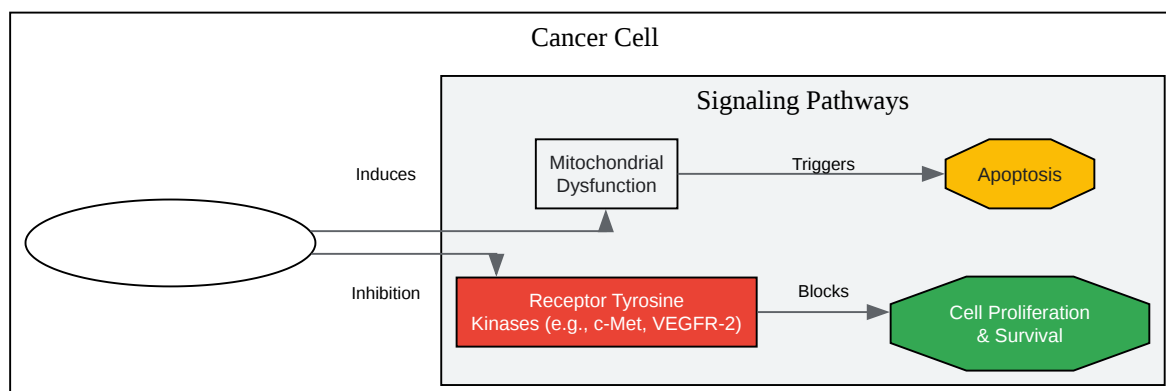 Cancer Cell
Signaling Pathways
Induces
Mitochondrial
Dysfunction
Triggers
Apoptosis
Inhibition
Receptor Tyrosine
Kinases (e.g., c-Met, VEGFR-2)
Blocks
Cell Proliferation
& Survival